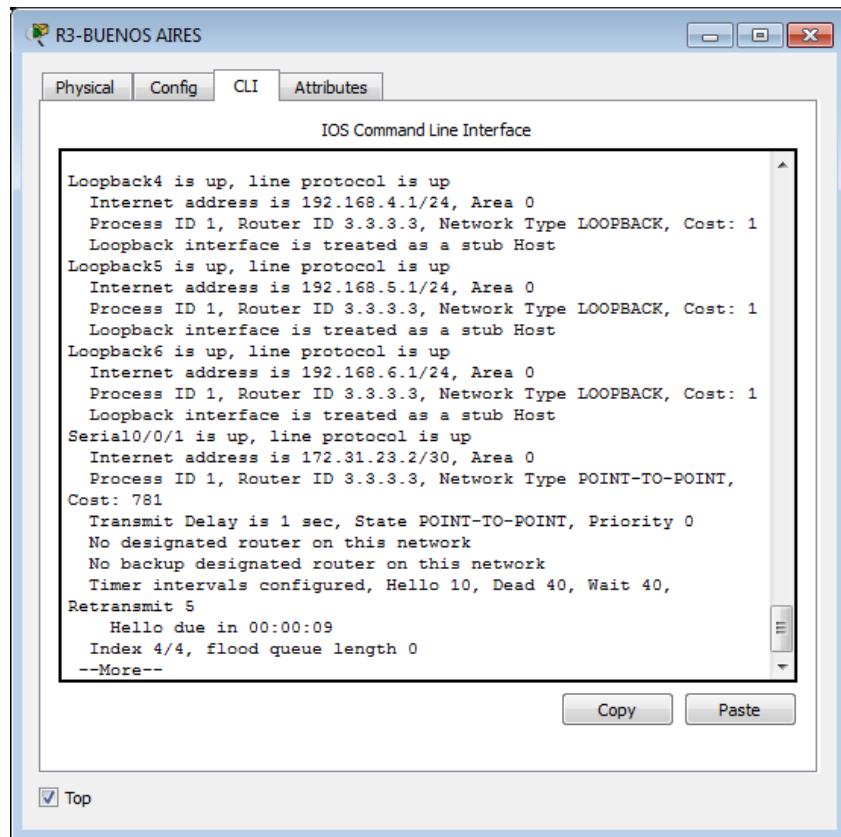 R3-BUENOS AIRES
Physical Config CLI Attributes
IOS Command Line Interface
Loopback4 is up, line protocol is up
  Internet address is 192.168.4.1/24, Area 0
  Process ID 1, Router ID 3.3.3.3, Network Type LOOPBACK, Cost: 1
  Loopback interface is treated as a stub Host
Loopback5 is up, line protocol is up
  Internet address is 192.168.5.1/24, Area 0
  Process ID 1, Router ID 3.3.3.3, Network Type LOOPBACK, Cost: 1
  Loopback interface is treated as a stub Host
Loopback6 is up, line protocol is up
  Internet address is 192.168.6.1/24, Area 0
  Process ID 1, Router ID 3.3.3.3, Network Type LOOPBACK, Cost: 1
  Loopback interface is treated as a stub Host
Serial0/0/1 is up, line protocol is up
  Internet address is 172.31.23.2/30, Area 0
  Process ID 1, Router ID 3.3.3.3, Network Type POINT-TO-POINT,
Cost: 781
  Transmit Delay is 1 sec, State POINT-TO-POINT, Priority 0
  No designated router on this network
  No backup designated router on this network
  Timer intervals configured, Hello 10, Dead 40, Wait 40,
Retransmit 5
    Hello due in 00:00:09
  Index 4/4, flood queue length 0
 --More--
Copy Paste
Top